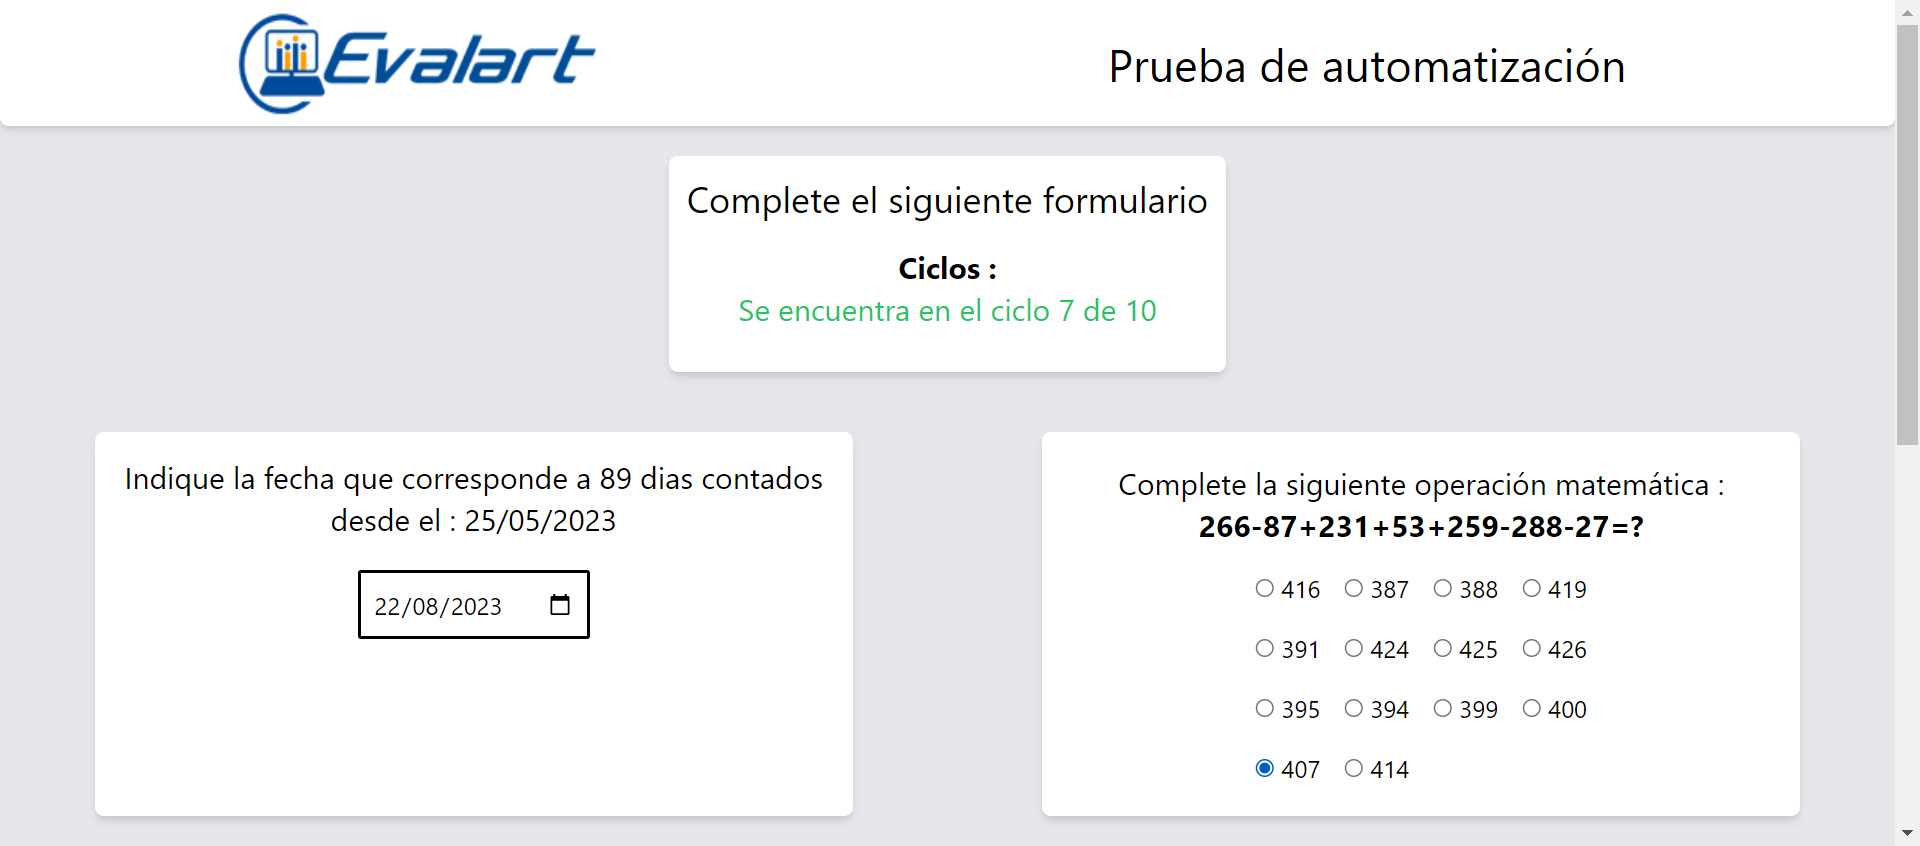 Evalart
Prueba de automatización
Complete el siguiente formulario
Ciclos :
Se encuentra en el ciclo 7 de 10
Indique la fecha que corresponde a 89 dias contados
desde el : 25/05/2023
22/08/2023
Complete la siguiente operación matemática :
266-87+231+53+259-288-27=?
416 387 388 419
391 424 425 426
395 394 399 400
407 414